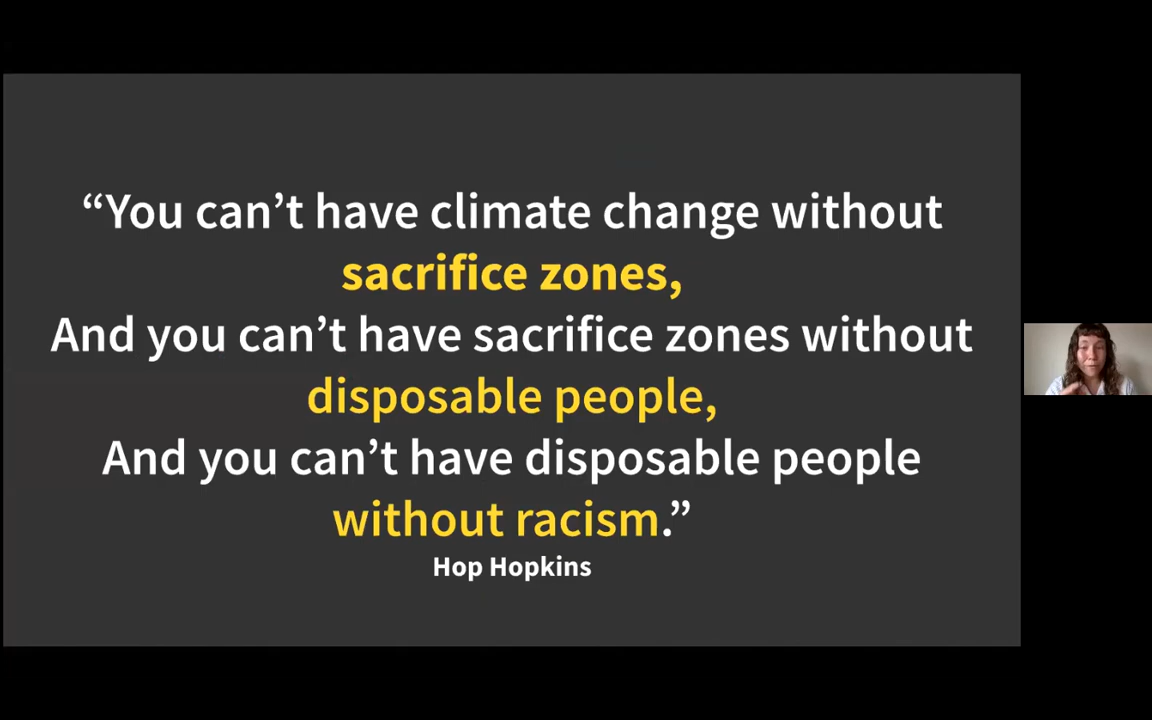 “You can’t have climate change without
sacrifice zones,
And you can’t have sacrifice zones without
disposable people,
And you can’t have disposable people
without racism.”
Hop Hopkins